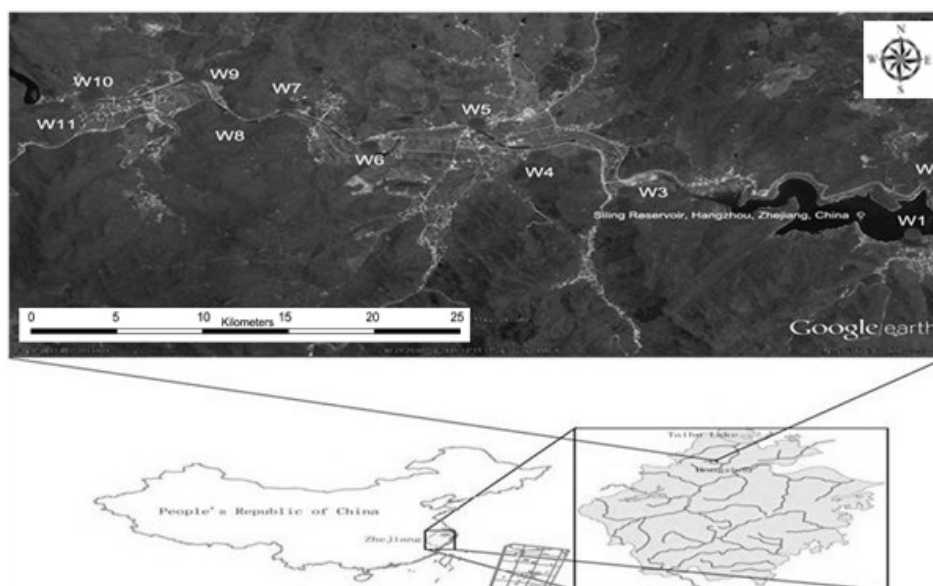 N
W E
S
W10
W9
W7
W5
W11
W8
W6
W4
W3
W
Siling Reservoir, Hangzhou, Zhejiang, China
W1
0 5 10 15 20 25
Kilometers
Google earth
Taihu Lake
People's Republic of China
Zhejiang